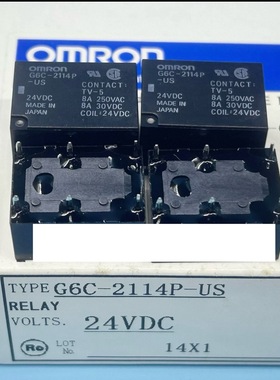 OMRON
OMRON
G6C-2114P
-US
CONTACT:
TV-5
24VDC
8A 250VAC
MADE IN
8A 30VDC
JAPAN
COIL:24VDC
OMRON
G6C-2114P
-US
CONTACT:
TV-5
24VDC
8A 250VAC
MADE IN
8A 30VDC
JAPAN
COIL:24VDC
TYPE G6C-2114P-US
RELAY
VOLTS. 24VDC
LOT
No. 14X1